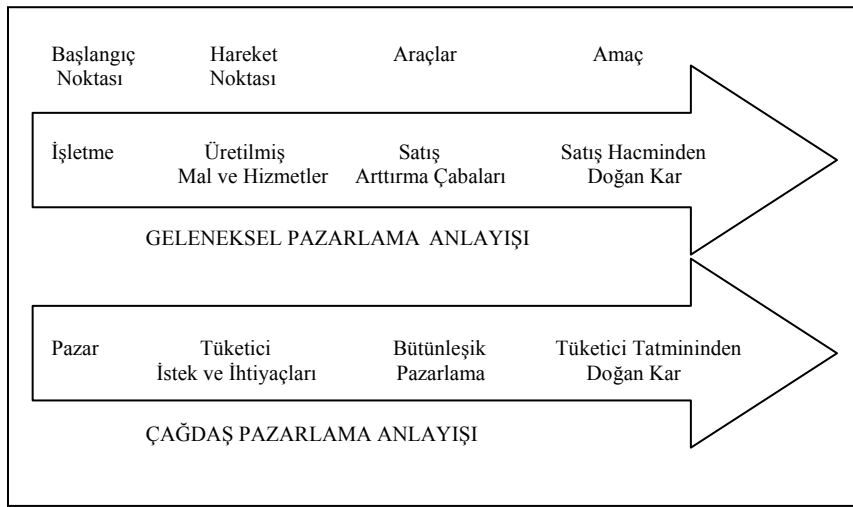 Başlangıç Hareket Araçlar Amaç
Noktası Noktası
İşletme Üretilmiş Satış Satış Hacminden
Mal ve Hizmetler Arttırma Çabaları Doğan Kar
GELENEKSEL PAZARLAMA ANLAYIŞI
Pazar Tüketici Bütünleşik Tüketici Tatmininden
İstek ve İhtiyaçları Pazarlama Doğan Kar
ÇAĞDAŞ PAZARLAMA ANLAYIŞI